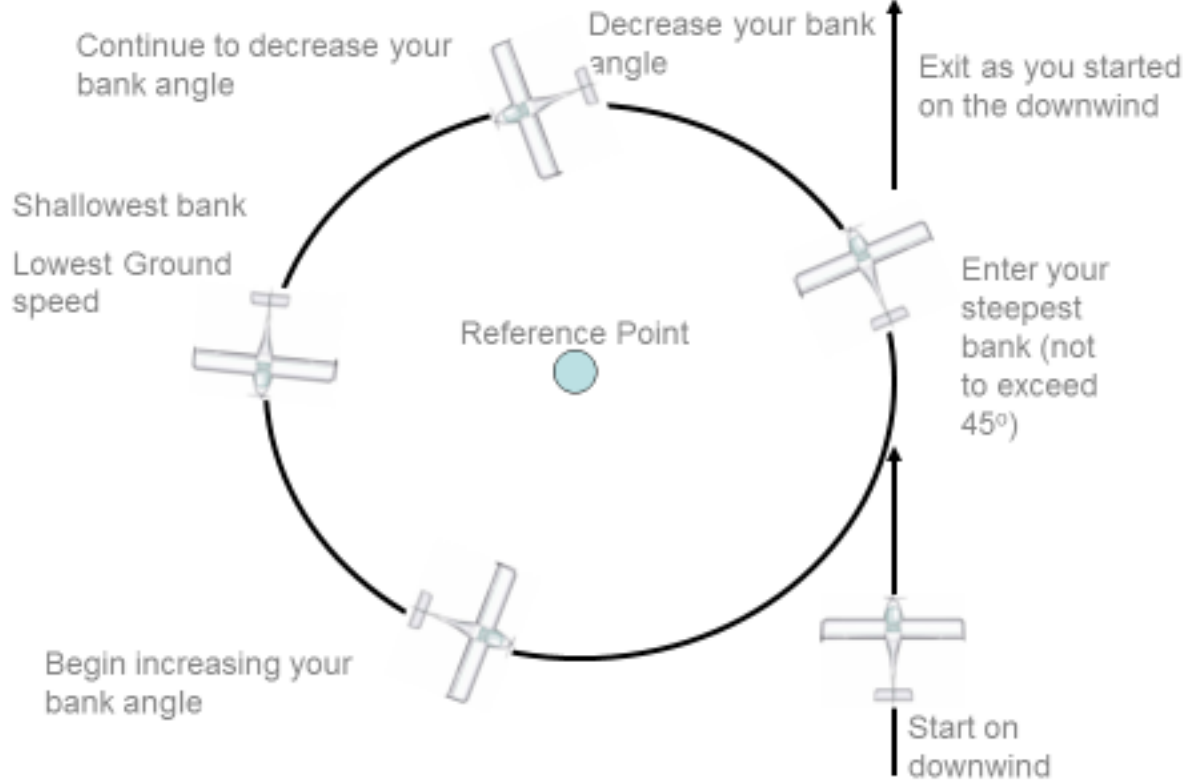 Continue to decrease your
bank angle
Decrease your bank
angle
Exit as you started
on the downwind
Shallowest bank
Lowest Ground
speed
Reference Point
Enter your
steepest
bank (not
to exceed
45º)
Begin increasing your
bank angle
Start on
downwind